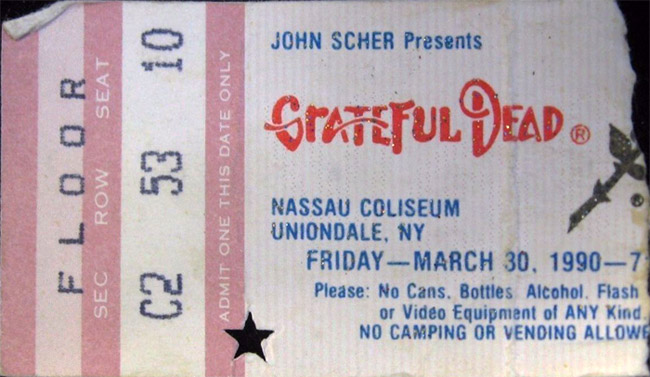 FLOOR
SEC ROW SEAT
C2 53 10
ADMIT ONE THIS DATE ONLY
JOHN SCHER Presents
GRATEFUL DEAD ®
NASSAU COLISEUM
UNIONDALE, NY
FRIDAY—MARCH 30, 1990—7
Please: No Cans, Bottles, Alcohol, Flash
or Video Equipment of ANY Kind.
NO CAMPING OR VENDING ALLOWE